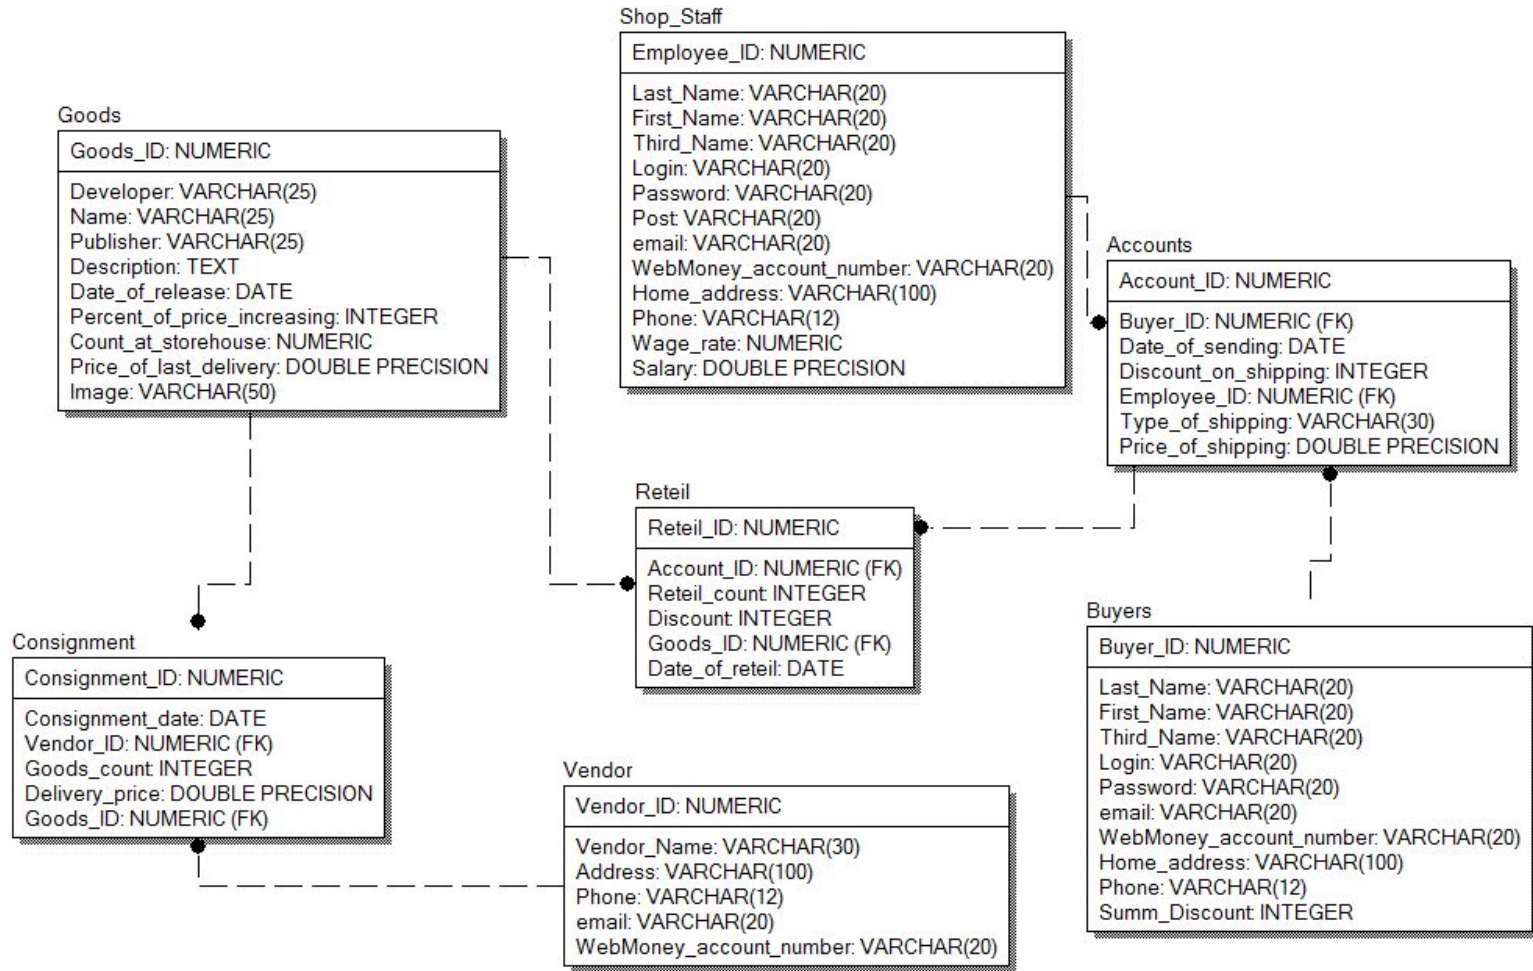 Shop_Staff
Employee_ID: NUMERIC
Last_Name: VARCHAR(20)
First_Name: VARCHAR(20)
Third_Name: VARCHAR(20)
Login: VARCHAR(20)
Password: VARCHAR(20)
Post: VARCHAR(20)
email: VARCHAR(20)
WebMoney_account_number: VARCHAR(20)
Home_address: VARCHAR(100)
Phone: VARCHAR(12)
Wage_rate: NUMERIC
Salary: DOUBLE PRECISION
Goods
Goods_ID: NUMERIC
Developer: VARCHAR(25)
Name: VARCHAR(25)
Publisher: VARCHAR(25)
Description: TEXT
Date_of_release: DATE
Percent_of_price_increasing: INTEGER
Count_at_storehouse: NUMERIC
Price_of_last_delivery: DOUBLE PRECISION
Image: VARCHAR(50)
Accounts
Account_ID: NUMERIC
Buyer_ID: NUMERIC (FK)
Date_of_sending: DATE
Discount_on_shipping: INTEGER
Employee_ID: NUMERIC (FK)
Type_of_shipping: VARCHAR(30)
Price_of_shipping: DOUBLE PRECISION
Reteil
Reteil_ID: NUMERIC
Account_ID: NUMERIC (FK)
Reteil_count: INTEGER
Discount: INTEGER
Goods_ID: NUMERIC (FK)
Date_of_reteil: DATE
Consignment
Consignment_ID: NUMERIC
Consignment_date: DATE
Vendor_ID: NUMERIC (FK)
Goods_count: INTEGER
Delivery_price: DOUBLE PRECISION
Goods_ID: NUMERIC (FK)
Buyers
Buyer_ID: NUMERIC
Last_Name: VARCHAR(20)
First_Name: VARCHAR(20)
Third_Name: VARCHAR(20)
Login: VARCHAR(20)
Password: VARCHAR(20)
email: VARCHAR(20)
WebMoney_account_number: VARCHAR(20)
Home_address: VARCHAR(100)
Phone: VARCHAR(12)
Summ_Discount: INTEGER
Vendor
Vendor_ID: NUMERIC
Vendor_Name: VARCHAR(30)
Address: VARCHAR(100)
Phone: VARCHAR(12)
email: VARCHAR(20)
WebMoney_account_number: VARCHAR(20)